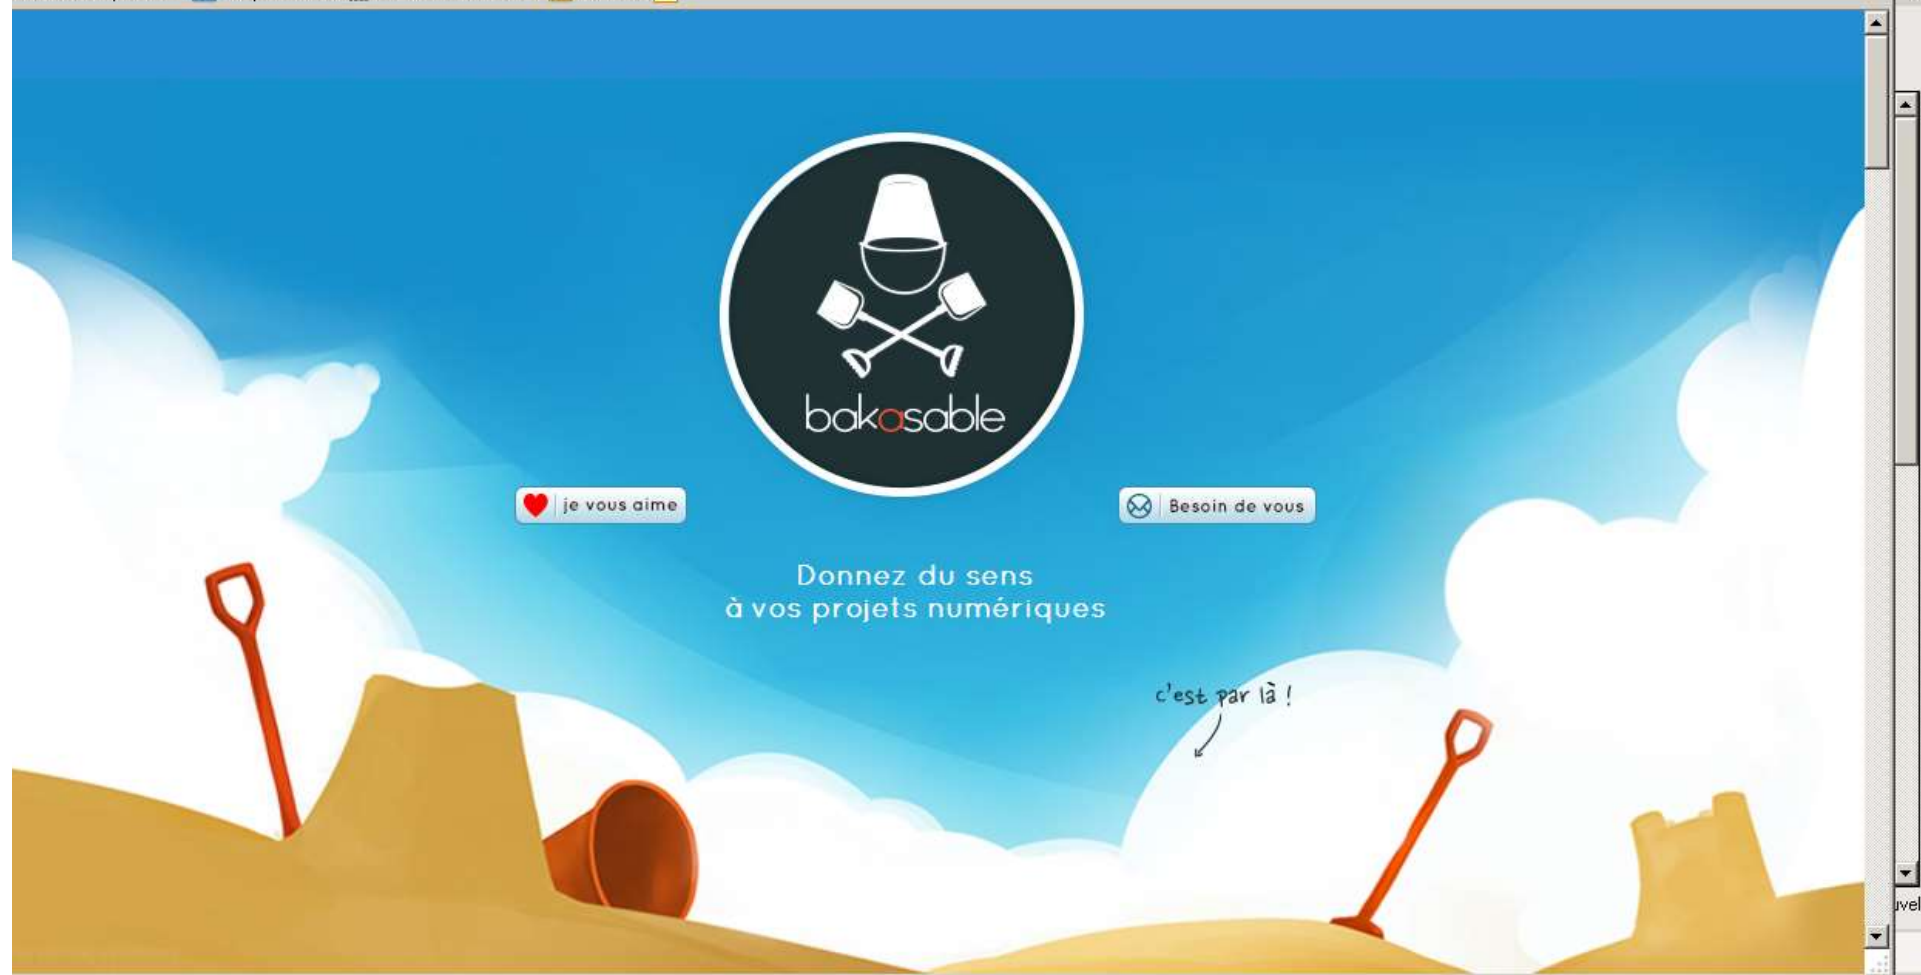 bakasable
je vous aime
Besoin de vous
Donnez du sens
à vos projets numériques
c'est par là !